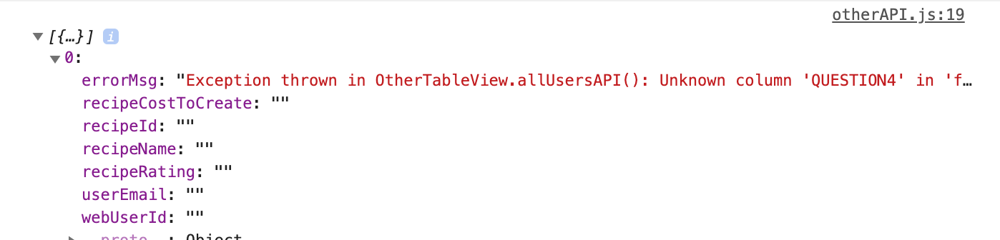 otherAPI.js:19
▼ [{…}] i
▼ 0:
errorMsg: "Exception thrown in OtherTableView.allUsersAPI(): Unknown column 'QUESTION4' in 'f…
recipeCostToCreate: ""
recipeId: ""
recipeName: ""
recipeRating: ""
userEmail: ""
webUserId: ""
▶ __proto__: Object